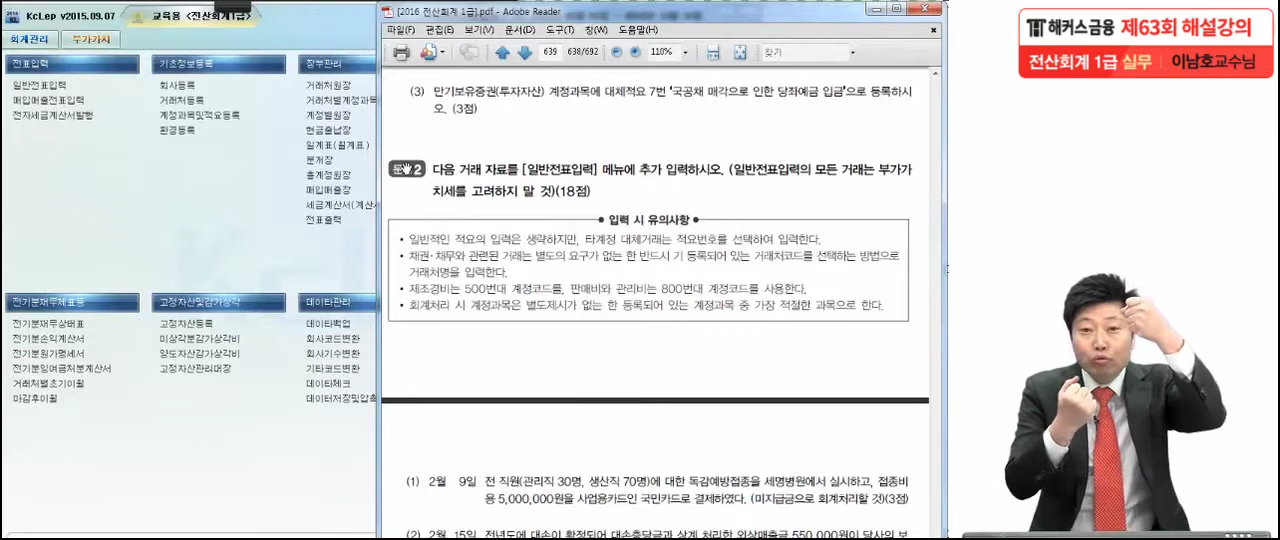 KcLep v2015.09.07
교육용 <전산회계1급>
회계관리
부가가치
전표입력
일반전표입력
매입매출전표입력
전자세금계산서발행
기초정보등록
회사등록
거래처등록
계정과목및적요등록
환경등록
장부관리
거래처원장
거래처별계정과목
계정별원장
현금출납장
일계표(월계표)
분개장
총계정원장
매입매출장
세금계산서(계산서
전표출력
전기분재무제표등
전기분재무상태표
전기분손익계산서
전기분원가명세서
전기분잉여금처분계산서
거래처별초기이월
마감후이월
고정자산및감가상각
고정자산등록
미상각분감가상각비
양도자산감가상각비
고정자산관리대장
데이타관리
데이타백업
회사코드변환
회사기수변환
기타코드변환
데이타체크
데이터저장및압축
[2016 전산회계 1급].pdf - Adobe Reader
파일(F) 편집(E) 보기(V) 문서(D) 도구(T) 창(W) 도움말(H)
639 638/692 110% 찾기
(3) 만기보유증권(투자자산) 계정과목에 대체적요 7번 ‘국공채 매각으로 인한 당좌예금 입금’으로 등록하시
오. (3점)
문 2 다음 거래 자료를 [일반전표입력] 메뉴에 추가 입력하시오. (일반전표입력의 모든 거래는 부가가
치세를 고려하지 말 것)(18점)
입력 시 유의사항
• 일반적인 적요의 입력은 생략하지만, 타계정 대체거래는 적요번호를 선택하여 입력한다.
• 채권·채무와 관련된 거래는 별도의 요구가 없는 한 반드시 기 등록되어 있는 거래처코드를 선택하는 방법으로
거래처명을 입력한다.
• 제조경비는 500번대 계정코드를, 판매비와 관리비는 800번대 계정코드를 사용한다.
• 회계처리 시 계정과목은 별도제시가 없는 한 등록되어 있는 계정과목 중 가장 적절한 과목으로 한다.
(1) 2월 9일 전 직원(관리직 30명, 생산직 70명)에 대한 독감예방접종을 세명병원에서 실시하고, 접종비
용 5,000,000원을 사업용카드인 국민카드로 결제하였다. (미지급금으로 회계처리할 것)(3점)
(2) 2월 15일 전년도에 대손이 확정되어 대손충당금과 상계 처리한 외상매출금 550,000원이 당사의 보
해커스금융 제63회 해설강의
전산회계 1급 실무 이남호교수님